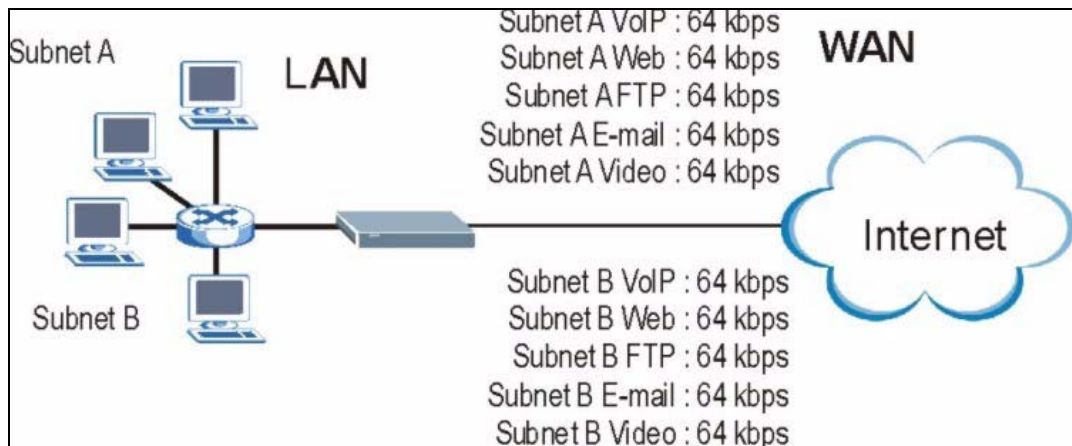 Subnet A
LAN
Subnet A VoIP : 64 kbps
Subnet A Web : 64 kbps
Subnet A FTP : 64 kbps
Subnet A E-mail : 64 kbps
Subnet A Video : 64 kbps
WAN
Internet
Subnet B
Subnet B VoIP : 64 kbps
Subnet B Web : 64 kbps
Subnet B FTP : 64 kbps
Subnet B E-mail : 64 kbps
Subnet B Video : 64 kbps